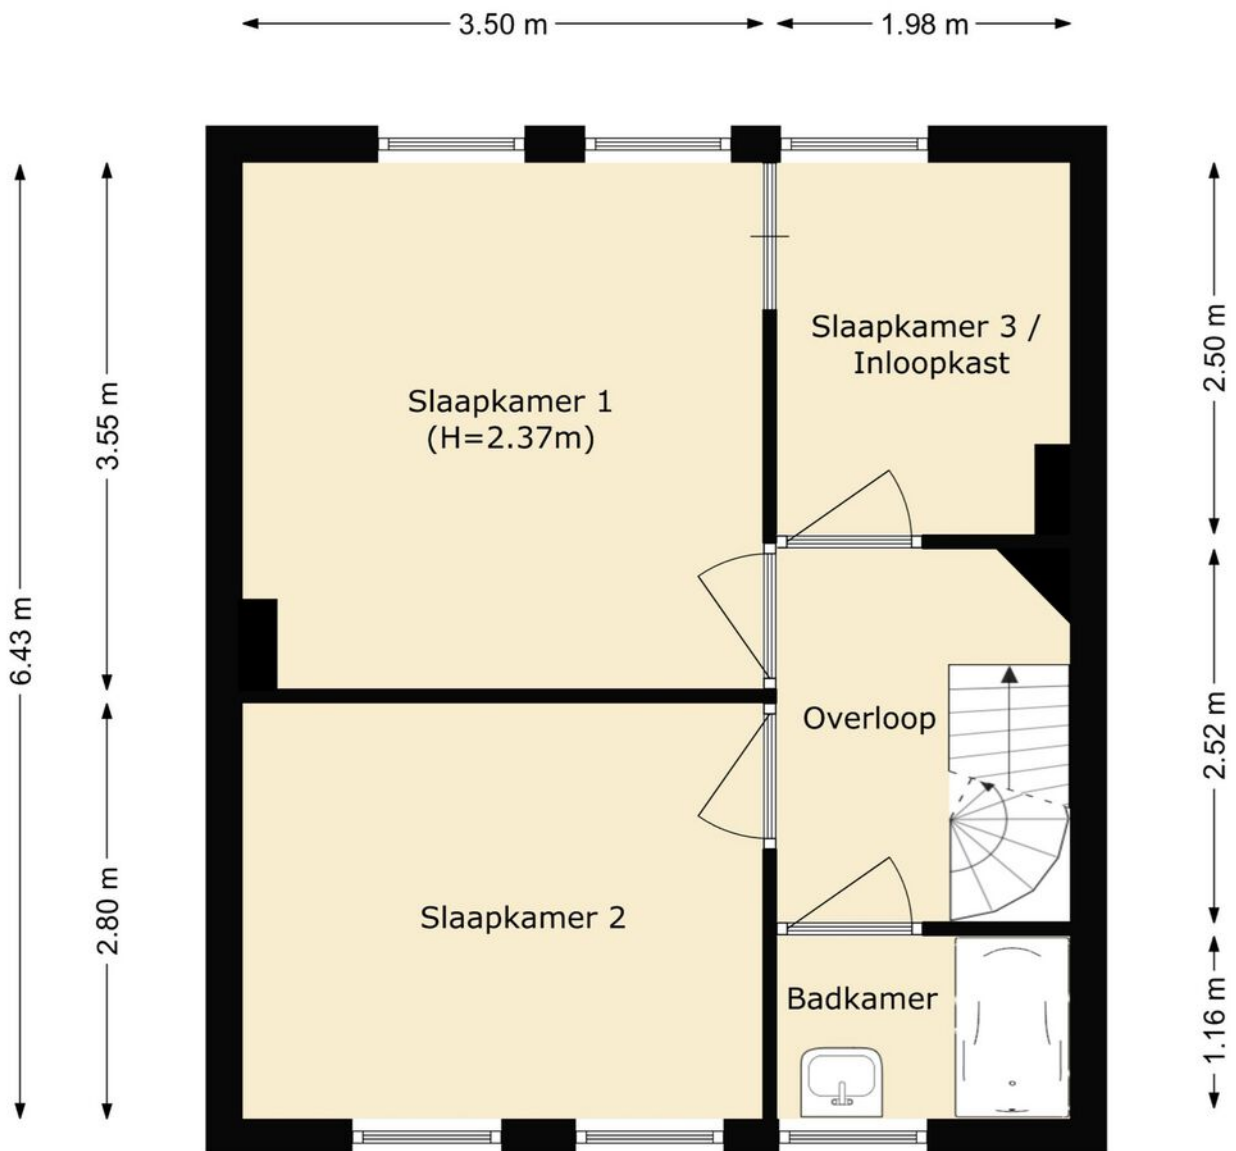 3.50 m
1.98 m
6.43 m
3.55 m
2.80 m
Slaapkamer 1
(H=2.37m)
Slaapkamer 3 /
Inloopkast
2.50 m
Overloop
2.52 m
Slaapkamer 2
Badkamer
1.16 m